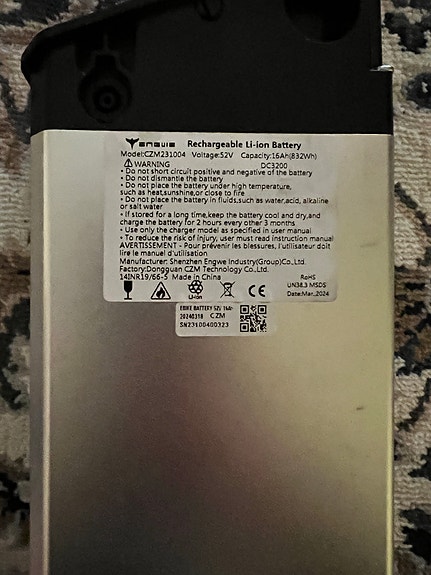 ENGWE Rechargeable Li-ion Battery
Model:CZM231004 Voltage:52V Capacity:16Ah(832Wh)
WARNING DC3200
• Do not short circuit positive and negative of the battery
• Do not dismantle the battery
• Do not place the battery under high temperature,
such as heat,sunshine,or close to fire
• Do not place the battery in fluids,such as water,acid, alkaline
or salt water
• If stored for a long time,keep the battery cool and dry,and
charge the battery for 2 hours every other 3 months
• Use only the charger model as specified in user manual
• To reduce the risk of injury, user must read instruction manual
AVERTISSEMENT - Pour prévenir les blessures, l'utilisateur doit
lire le manuel d'utilisation
Manufacturer: Shenzhen Engwe Industry(Group)Co.,Ltd.
Factory:Dongguan CZM Technology Co.,Ltd.
14INR19/66-5 Made in China
RoHS
UN38.3 MSDS
Date:Mar.,2024
Li-ion
CE
EBIKE BATTERY 52V 16Ah
20240318 CZM
SN23100400323